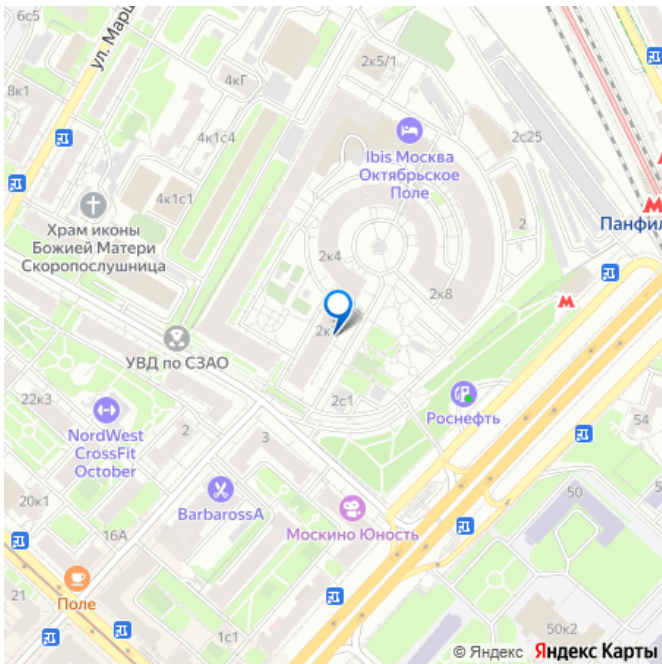 6с5
ул. Марш
2к5/1
4кГ
8к1
4к1с4
2с25
Ibis Москва
Октябрьское
Поле
4к1с1
Храм иконы
Божией Матери
Скоропослушница
2
Панфил
2к4
2к8
2к
УВД по СЗАО
22к3
2с1
Роснефть
NordWest
CrossFit
October
2
3
54
BarbarossA
50
20к1
16А
Москино Юность
Поле
21
1с1
50к2
© Яндекс Яндекс Карты